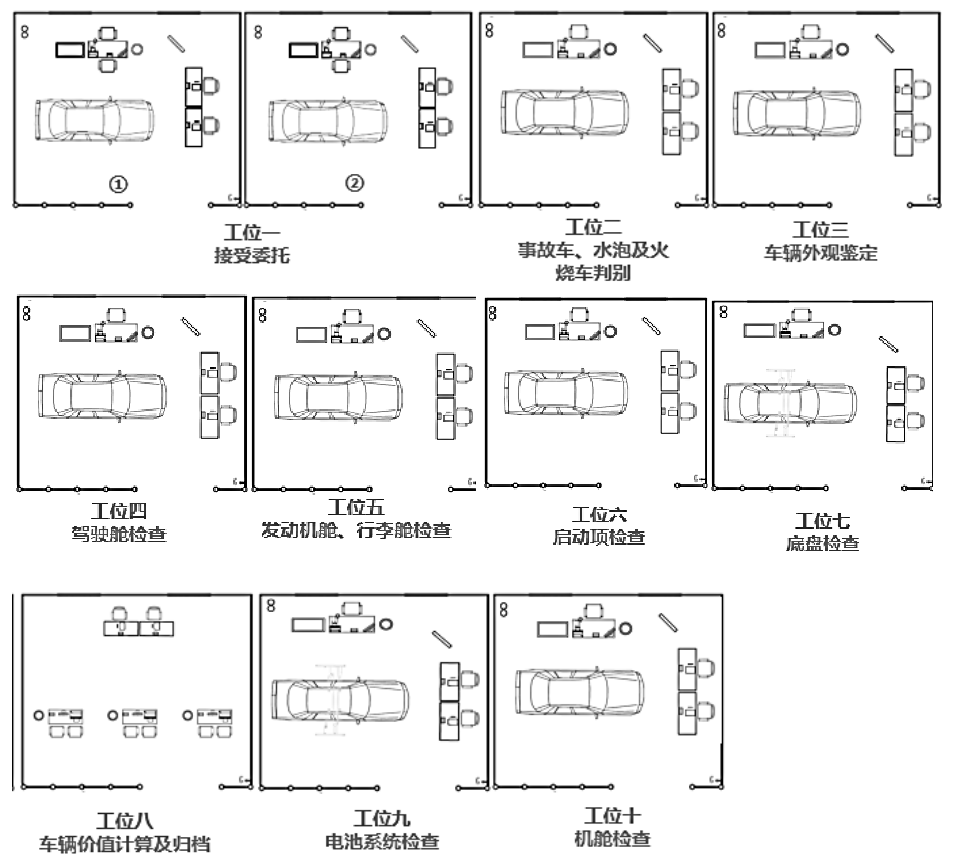 ①
②
工位一
接受委托
工位二
事故车、水泡及火
烧车判别
工位三
车辆外观鉴定
工位四
驾驶舱检查
工位五
发动机舱、行李舱检查
工位六
启动项检查
工位七
底盘检查
工位八
车辆价值计算及归档
工位九
电池系统检查
工位十
机舱检查